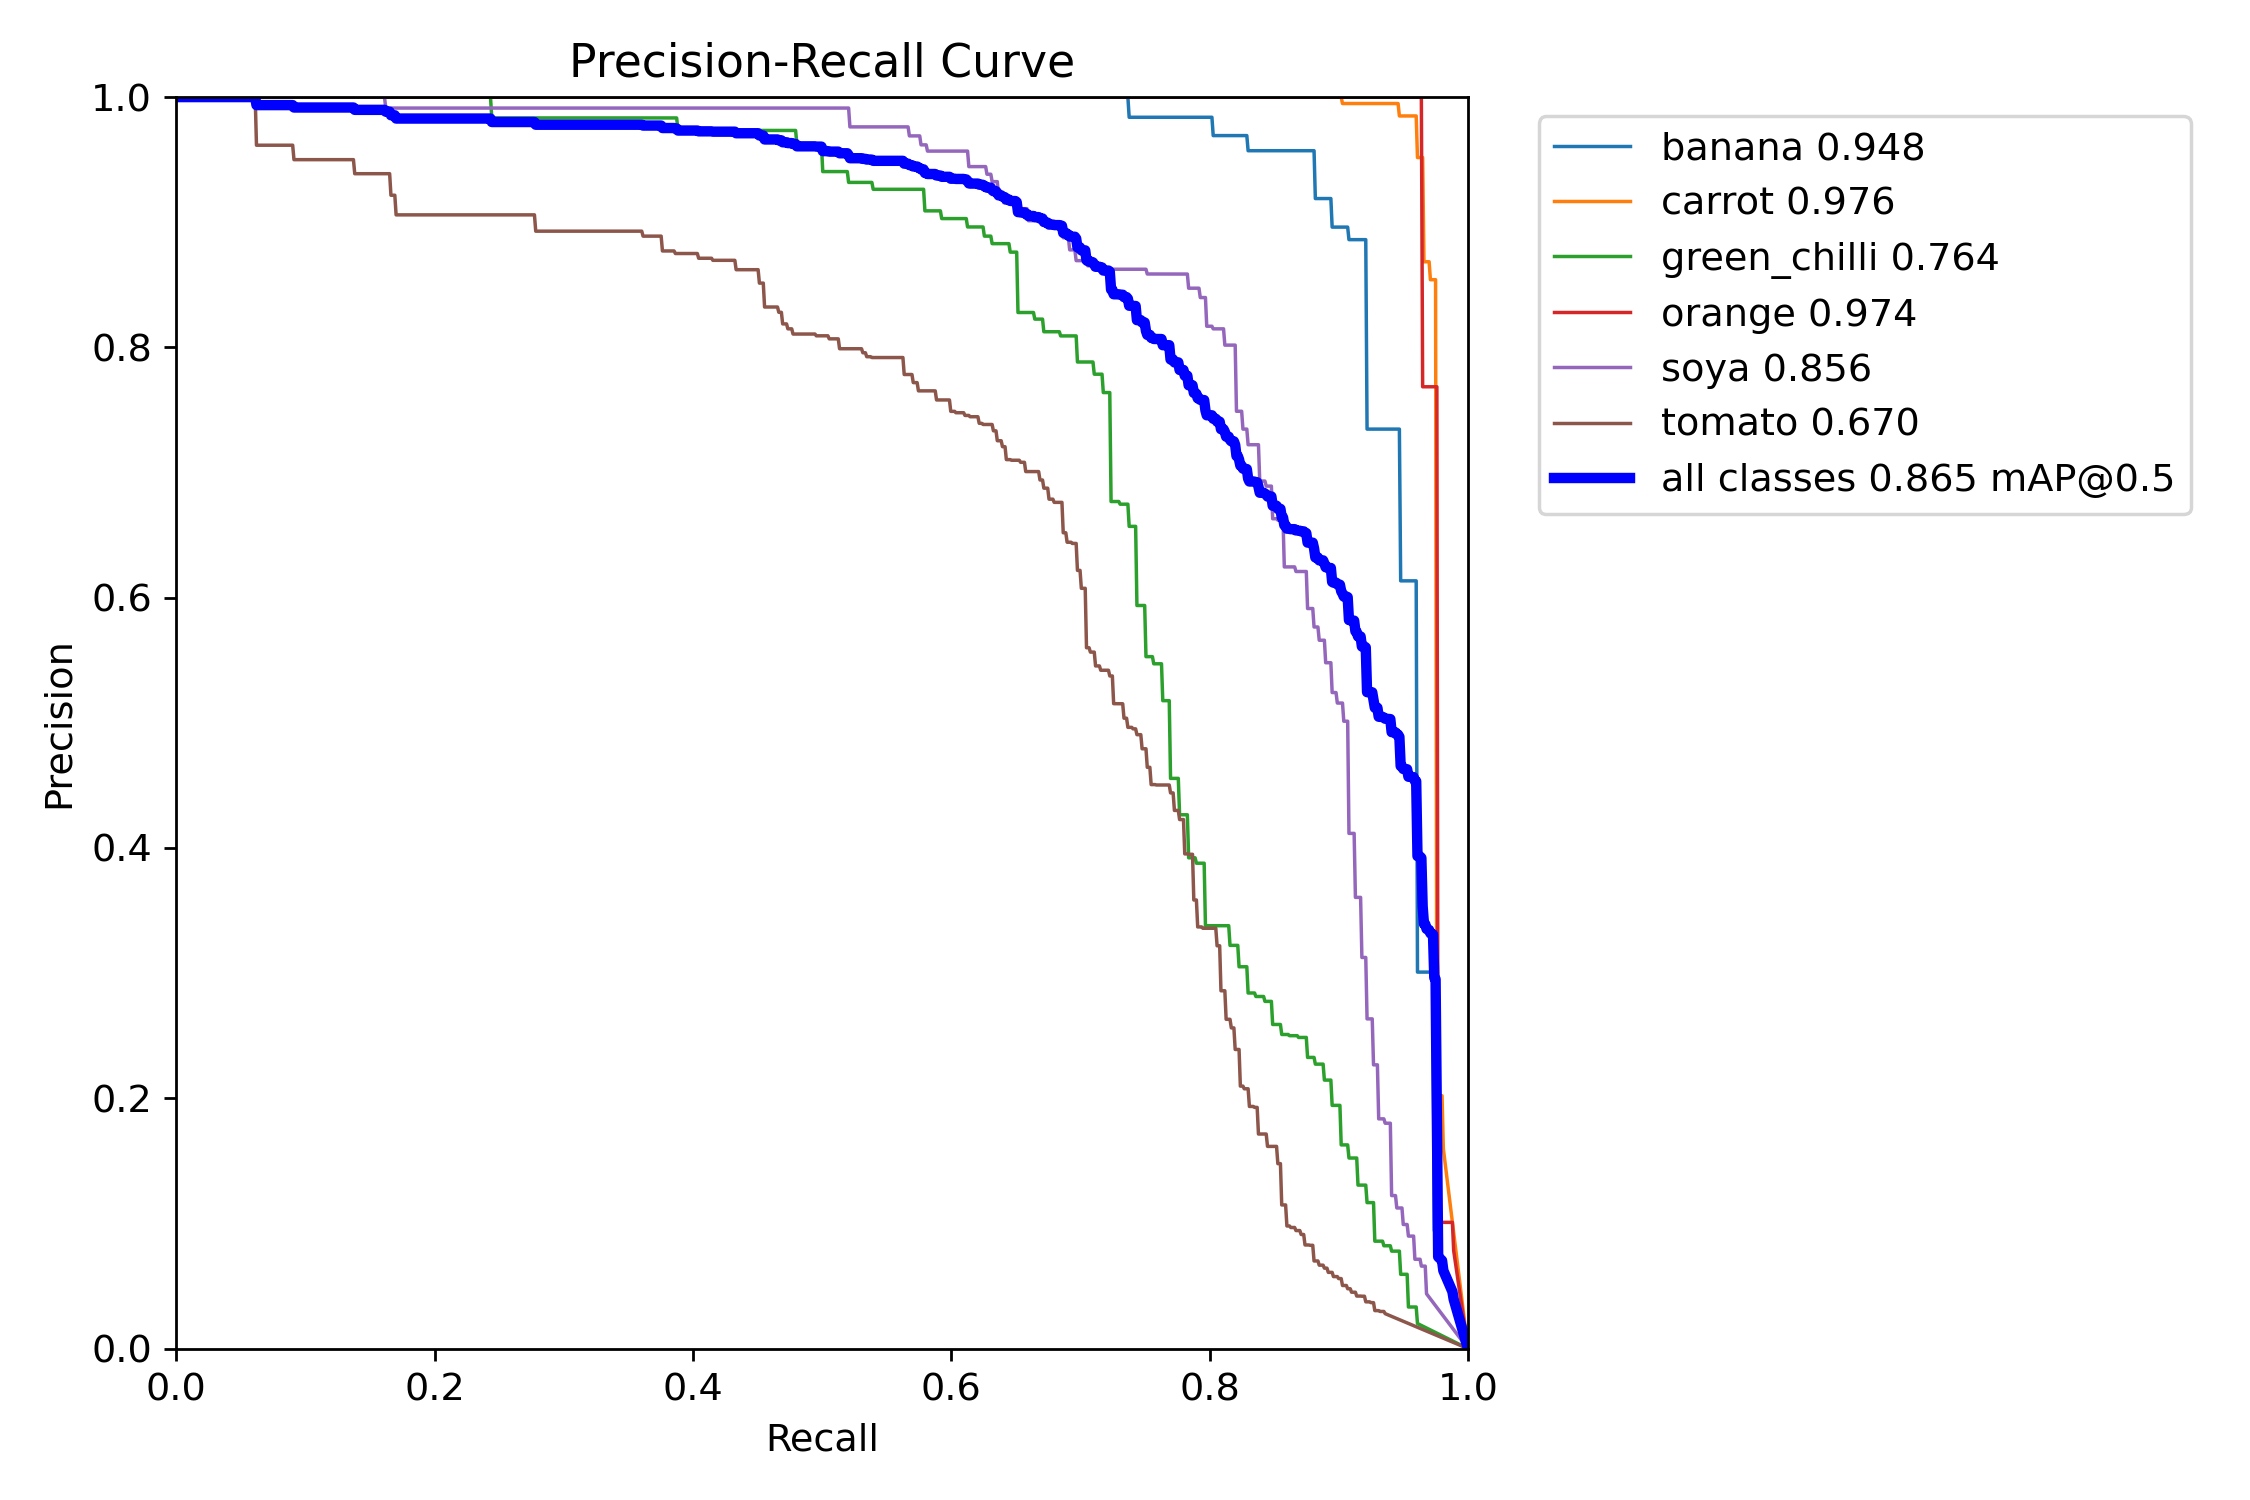 Precision-Recall Curve
1.0
0.8
0.6
0.4
0.2
0.0
Precision
0.0 0.2 0.4 0.6 0.8 1.0
Recall
banana 0.948
carrot 0.976
green_chilli 0.764
orange 0.974
soya 0.856
tomato 0.670
all classes 0.865 mAP@0.5